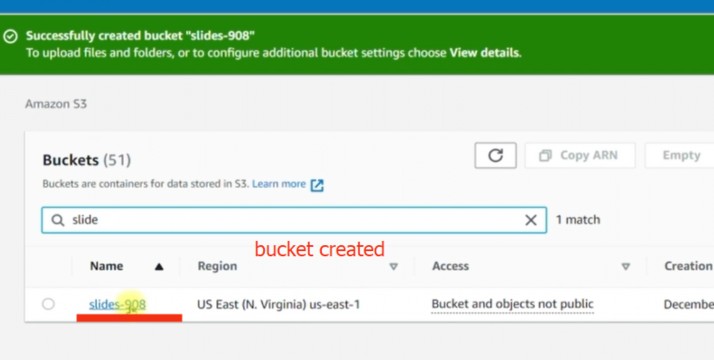 Successfully created bucket "slides-908"
To upload files and folders, or to configure additional bucket settings choose View details.
Amazon S3
Buckets (51)
Copy ARN
Empty
Buckets are containers for data stored in S3. Learn more
slide
1 match
bucket created
Name Region Access Creation
slides-908 US East (N. Virginia) us-east-1 Bucket and objects not public Decembe